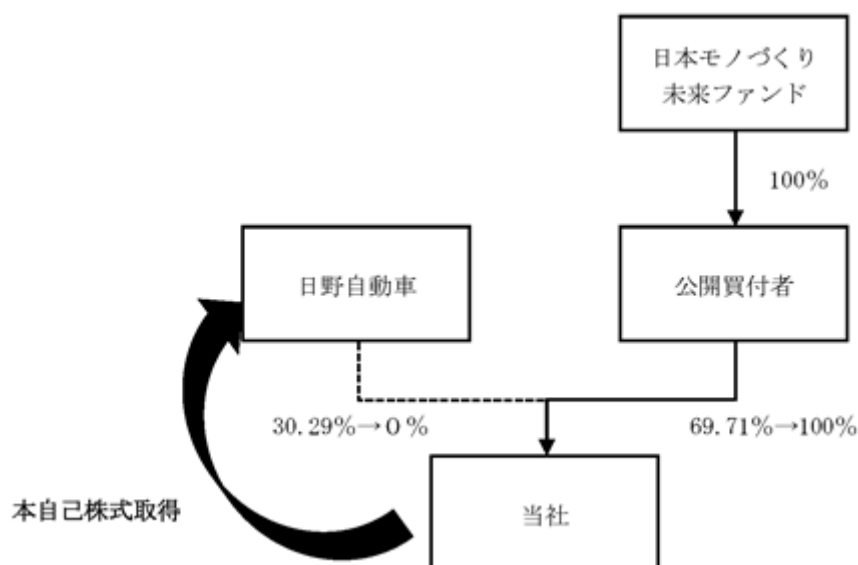 日本モノづくり
未来ファンド
100%
日野自動車
公開買付者
30.29%→0%
69.71%→100%
本自己株式取得
当社